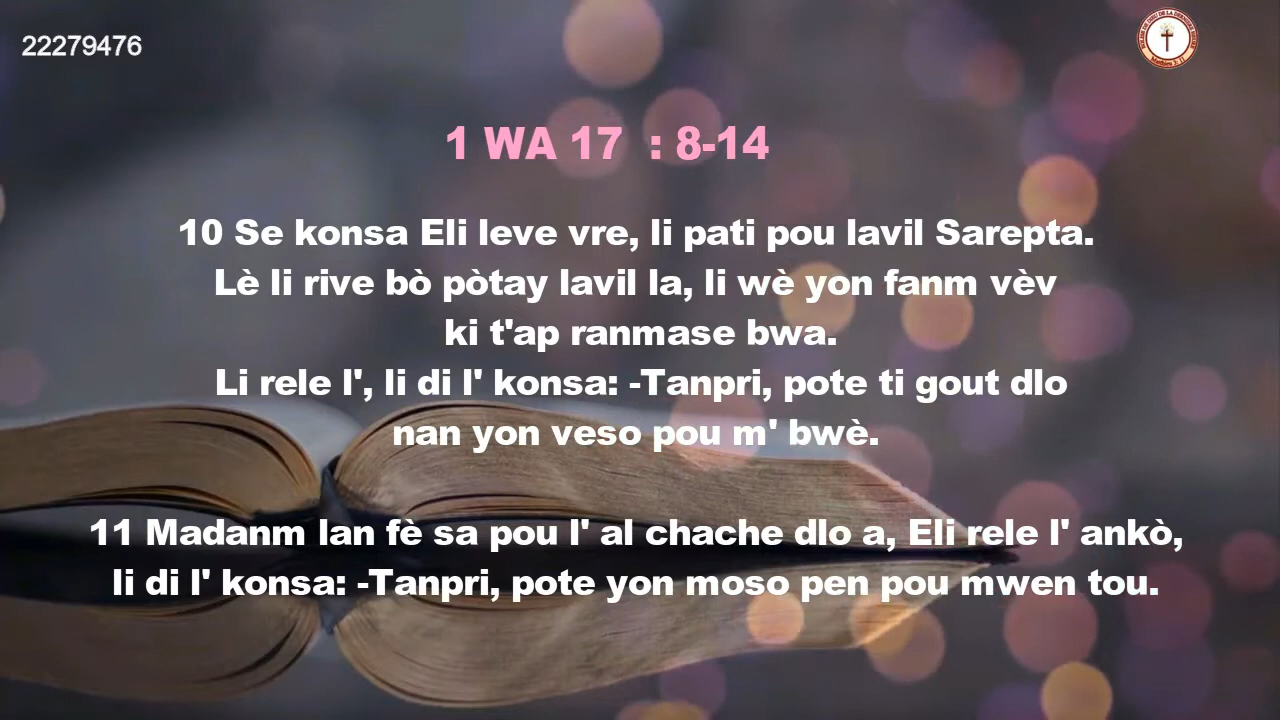 22279476
1 WA 17 : 8-14
10 Se konsa Eli leve vre, li pati pou lavil Sarepta.
Lè li rive bò pòtay lavil la, li wè yon fanm vèv
ki t'ap ranmase bwa.
Li rele l', li di l' konsa: -Tanpri, pote ti gout dlo
nan yon veso pou m' bwè.
11 Madanm lan fè sa pou l' al chache dlo a, Eli rele l' ankò,
li di l' konsa: -Tanpri, pote yon moso pen pou mwen tou.